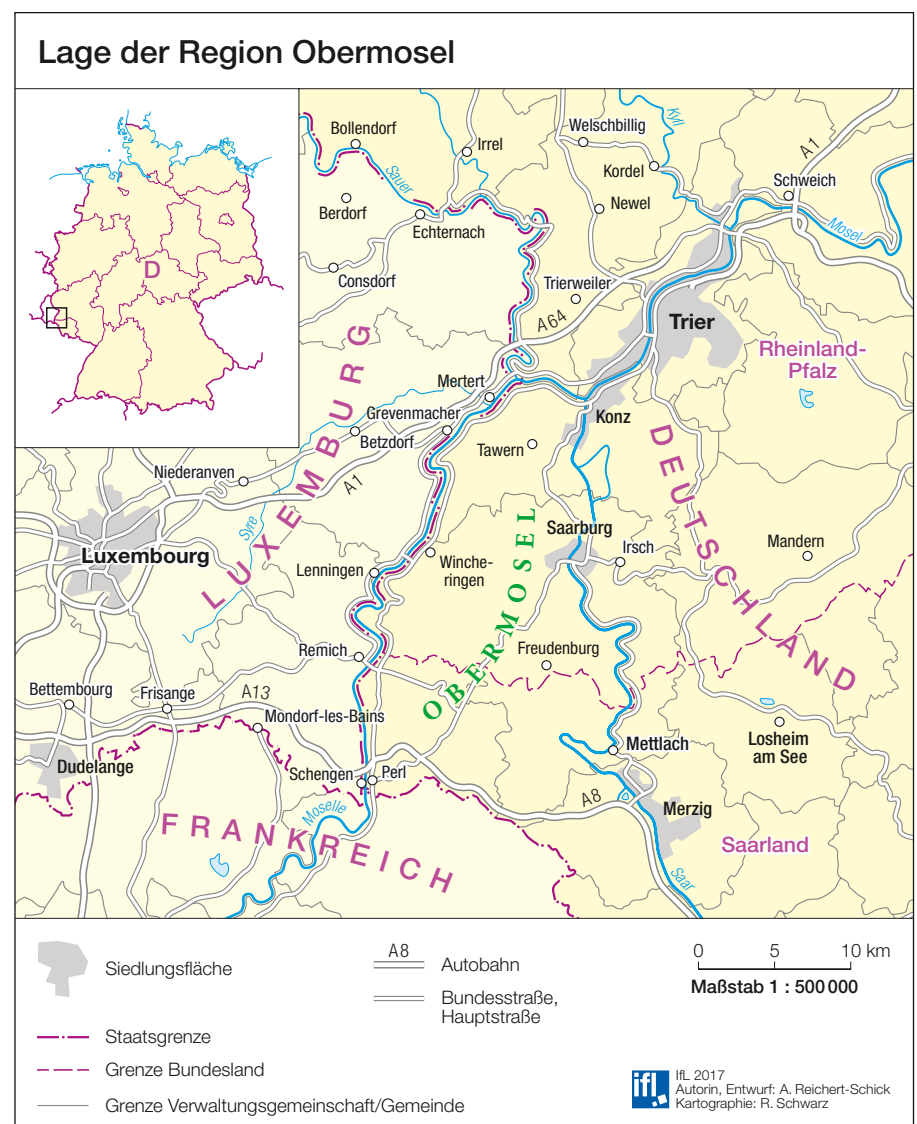 Lage der Region Obermosel
D
Bollendorf
Irrel
Welschbillig
Kyll
A1
Kordel
Schweich
Sauer
Berdorf
Newel
Echternach
Mosel
Consdorf
Trierweiler
A64
Trier
LUXEMBURG
Rheinland-
Pfalz
Mertert
Grevenmacher
Konz
Betzdorf
Tawern
DEUTSCHLAND
Niederanven
A1
Syre
Saarburg
Luxembourg
Irsch
Mandern
Lenningen
Winche-
ringen
OBERMOSEL
Remich
Freudenburg
Bettembourg
Frisange
A13
Mondorf-les-Bains
Mettlach
Losheim
am See
Dudelange
Schengen
Perl
A8
Merzig
Moselle
FRANKREICH
Saarland
Saar
Siedlungsfläche
A8
Autobahn
Bundesstraße,
Hauptstraße
0 5 10 km
Maßstab 1 : 500 000
Staatsgrenze
Grenze Bundesland
Grenze Verwaltungsgemeinschaft/Gemeinde
ifl
IfL 2017
Autorin, Entwurf: A. Reichert-Schick
Kartographie: R. Schwarz